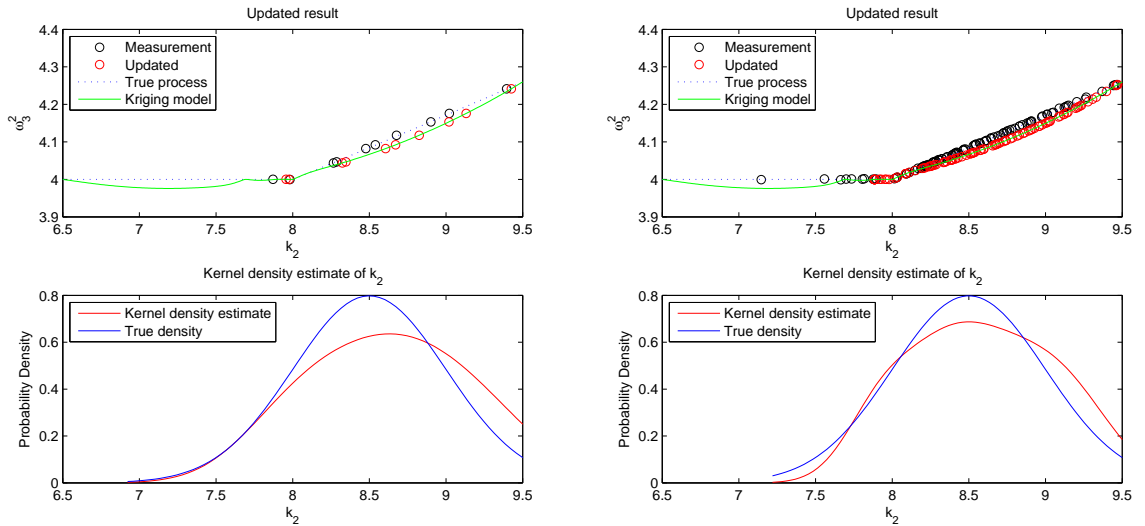 Updated result
4.4
4.3
4.2
4.1
4
3.9
ω₃²
Measurement
Updated
True process
Kriging model
6.5 7 7.5 8 8.5 9 9.5
k₂
Updated result
4.4
4.3
4.2
4.1
4
3.9
ω₃²
Measurement
Updated
True process
Kriging model
6.5 7 7.5 8 8.5 9 9.5
k₂
Kernel density estimate of k₂
0.8
0.6
0.4
0.2
0
Probability Density
Kernel density estimate
True density
6.5 7 7.5 8 8.5 9 9.5
k₂
Kernel density estimate of k₂
0.8
0.6
0.4
0.2
0
Probability Density
Kernel density estimate
True density
6.5 7 7.5 8 8.5 9 9.5
k₂